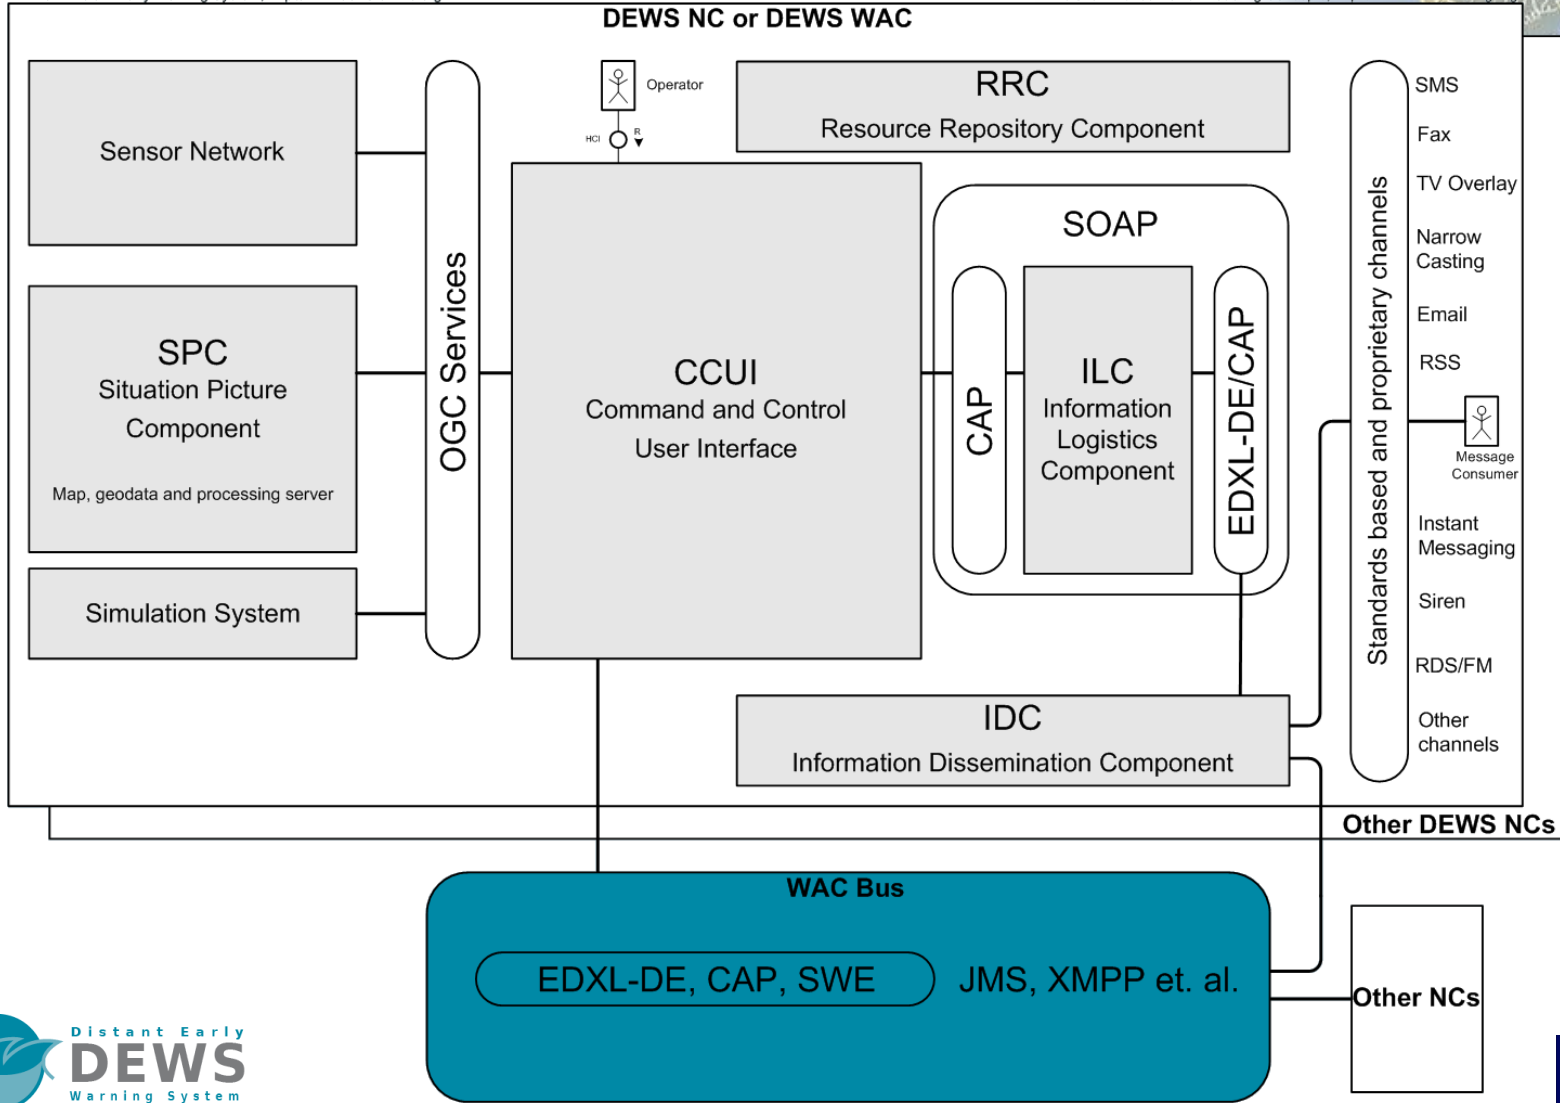 DEWS NC or DEWS WAC
Sensor Network
SPC
Situation Picture
Component
Map, geodata and processing server
Simulation System
OGC Services
Operator
HCI
R
CCUI
Command and Control
User Interface
RRC
Resource Repository Component
SOAP
CAP
ILC
Information
Logistics
Component
EDXL-DE/CAP
IDC
Information Dissemination Component
Standards based and proprietary channels
SMS
Fax
TV Overlay
Narrow
Casting
Email
RSS
Message
Consumer
Instant
Messaging
Siren
RDS/FM
Other
channels
Other DEWS NCs
WAC Bus
EDXL-DE, CAP, SWE
JMS, XMPP et. al.
Other NCs
Distant Early
DEWS
Warning System